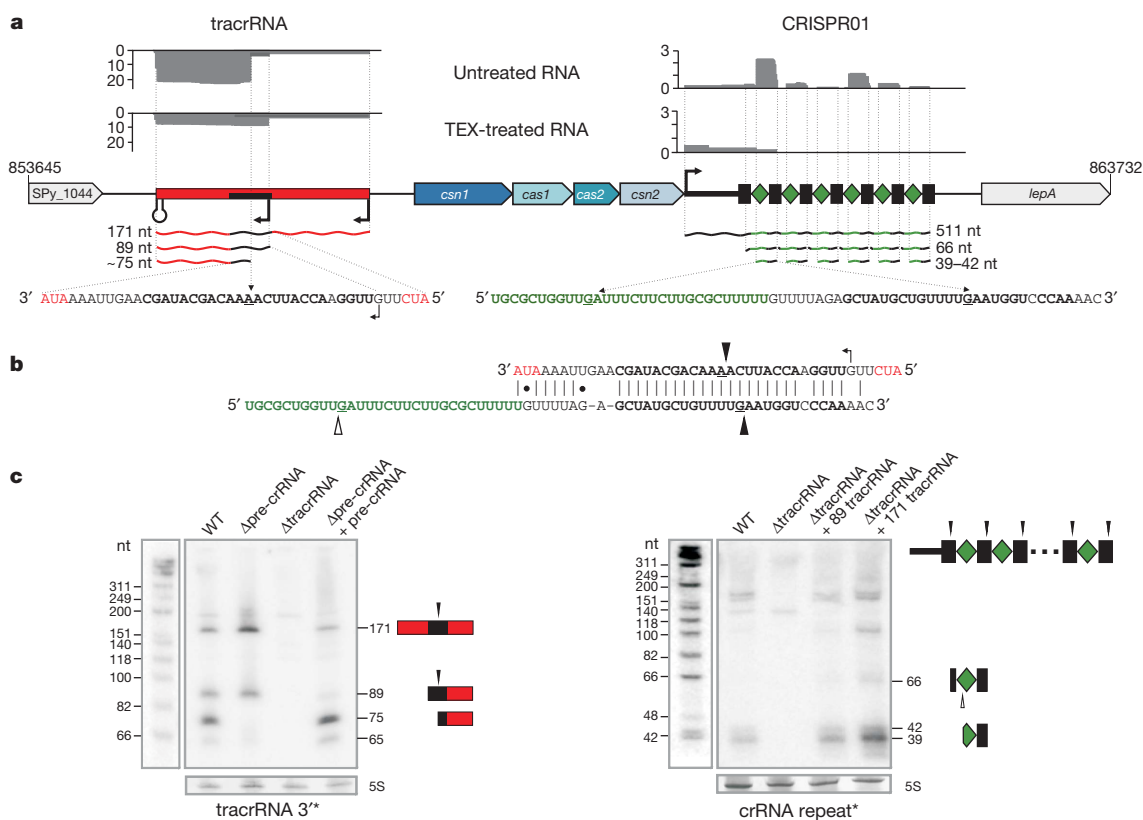 a
tracrRNA
CRISPR01
0
10
20
Untreated RNA
3
0
0
10
20
TEX-treated RNA
3
0
853645
863732
SPy_1044
csn1
cas1
cas2
csn2
lepA
171 nt
89 nt
~75 nt
511 nt
66 nt
39–42 nt
3′ AUAAAAUUGAACGAUACGACAAAACUUACCAAGGUUGUUCUA 5′
5′UGCGCUGGUUGAUUUCUUCUUGCGCUUUUUGUUUUAGAGCUAUGCUGUUUUGAAUGGUCCCAAAAC3′
b
3′ AUAAAAUUGAACGAUACGACAAAACUUACCAAGGUUGUUCUA 5′
5′ UGCGCUGGUUGAUUUCUUCUUGCGCUUUUUGUUUUAG-A-GCUAUGCUGUUUUGAAUGGUCCCAAAAC 3′
c
WT
Δpre-crRNA
ΔtracrRNA
Δpre-crRNA
+ pre-crRNA
nt
311
249
200
151
140
118
100
82
66
171
89
75
65
5S
tracrRNA 3′*
WT
ΔtracrRNA
ΔtracrRNA
+ 89 tracrRNA
ΔtracrRNA
+ 171 tracrRNA
nt
311
249
200
151
140
118
100
82
66
48
42
66
42
39
5S
crRNA repeat*